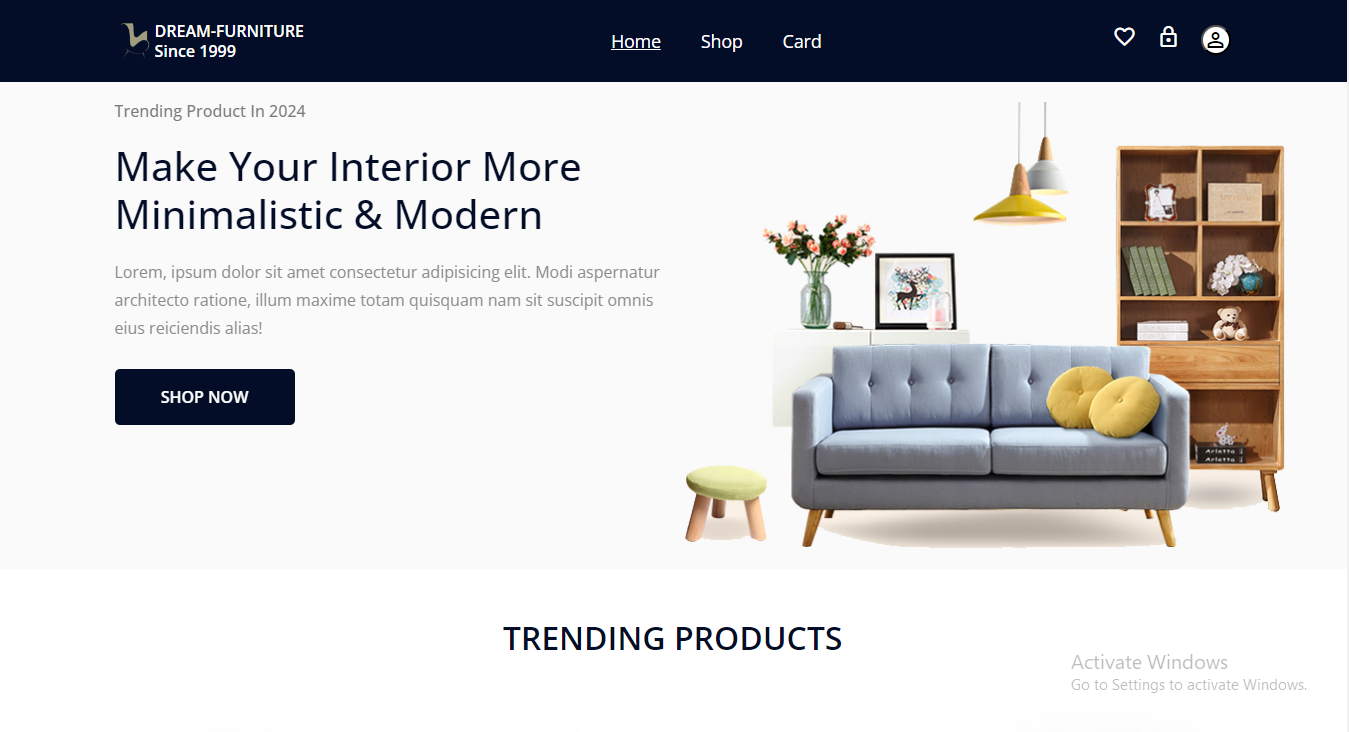 DREAM-FURNITURE
Since 1999
Home Shop Card
Trending Product In 2024
Make Your Interior More
Minimalistic & Modern
Lorem, ipsum dolor sit amet consectetur adipisicing elit. Modi aspernatur
architecto ratione, illum maxime totam quisquam nam sit suscipit omnis
eius reiciendis alias!
SHOP NOW
Arletta
Arletta
TRENDING PRODUCTS
Activate Windows
Go to Settings to activate Windows.